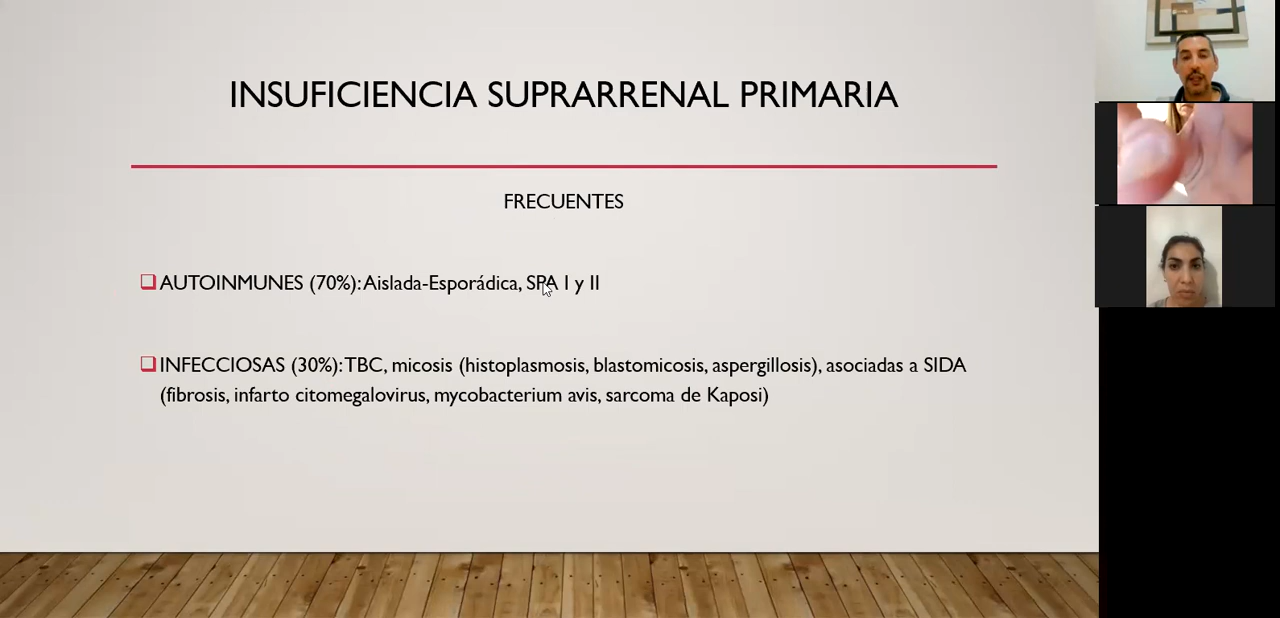 INSUFICIENCIA SUPRARRENAL PRIMARIA
FRECUENTES
AUTOINMUNES (70%): Aislada-Esporádica, SPA I y II
INFECCIOSAS (30%): TBC, micosis (histoplasmosis, blastomicosis, aspergillosis), asociadas a SIDA
(fibrosis, infarto citomegalovirus, mycobacterium avis, sarcoma de Kaposi)